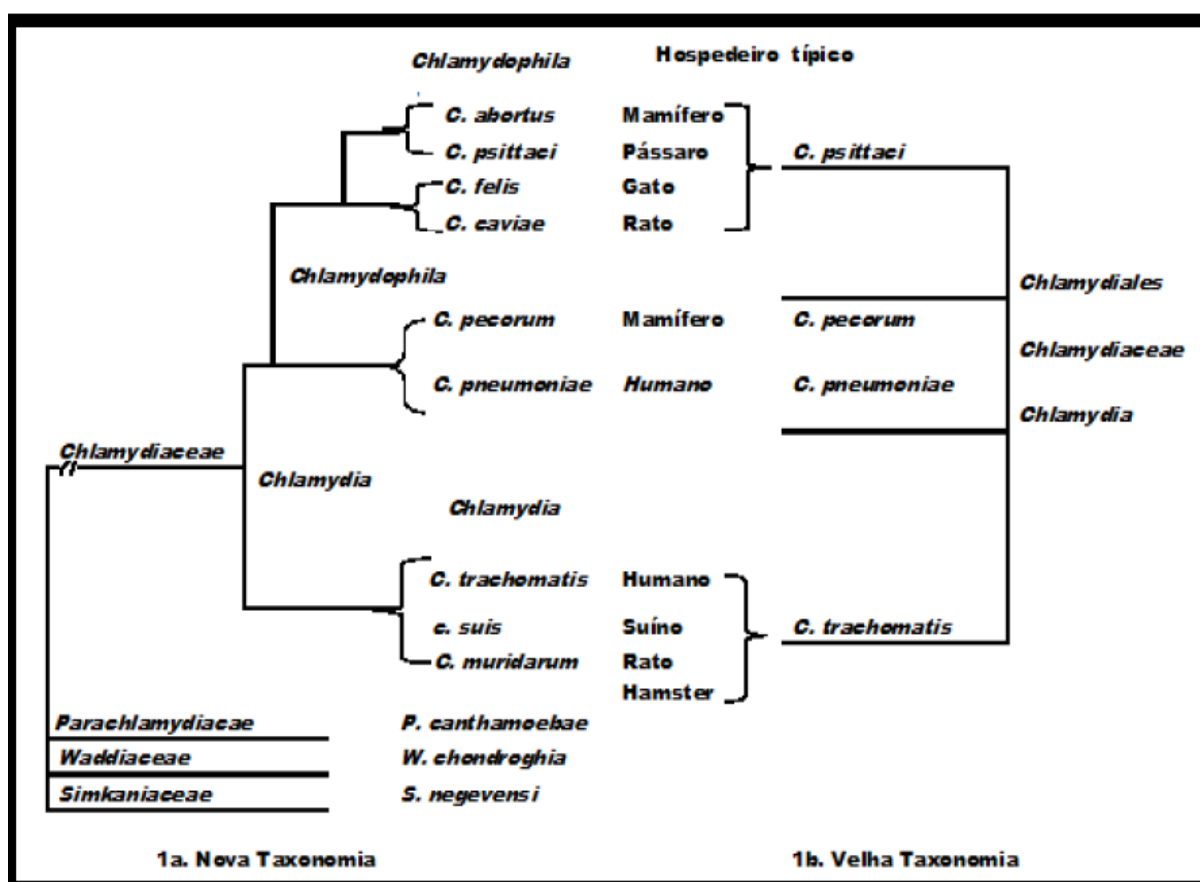 Chlamydophila Hospedeiro típico
C. abortus Mamífero
C. psittaci Pássaro C. psittaci
C. felis Gato
C. caviae Rato
Chlamydophila Chlamydiales
C. pecorum Mamífero C. pecorum
Chlamydiaceae
C. pneumoniae Humano C. pneumoniae
Chlamydia
Chlamydiaceae
Chlamydia
Chlamydia
C. trachomatis Humano
c. suis Suíno C. trachomatis
C. muridarum Rato
Hamster
Parachlamydiacae P. canthamoebae
Waddiaceae W. chondroghia
Simkaniaceae S. negevensi
1a. Nova Taxonomia 1b. Velha Taxonomia